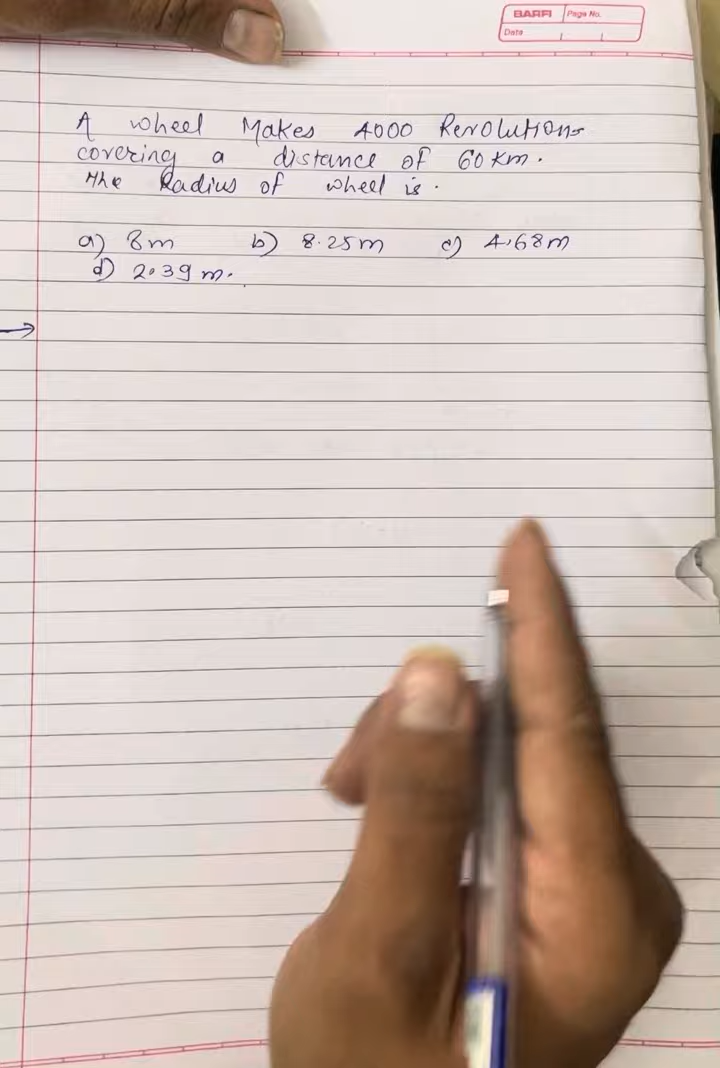 BARFI Page No.
Date
A wheel Makes 4000 Revolutions
covering a distance of 60 km.
the Radius of wheel is.
a) 8m b) 8.25m c) 4.68m
d) 2.39 m.